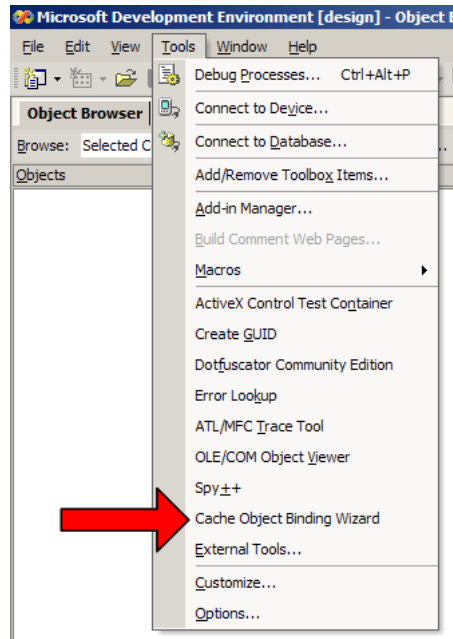 Microsoft Development Environment [design] - Object
File Edit View Tools Window Help
Debug Processes... Ctrl+Alt+P
Object Browser
Connect to Device...
Browse: Selected C
Connect to Database...
Objects
Add/Remove Toolbox Items...
Add-in Manager...
Build Comment Web Pages...
Macros
ActiveX Control Test Container
Create GUID
Dotfuscator Community Edition
Error Lookup
ATL/MFC Trace Tool
OLE/COM Object Viewer
Spy++
Cache Object Binding Wizard
External Tools...
Customize...
Options...